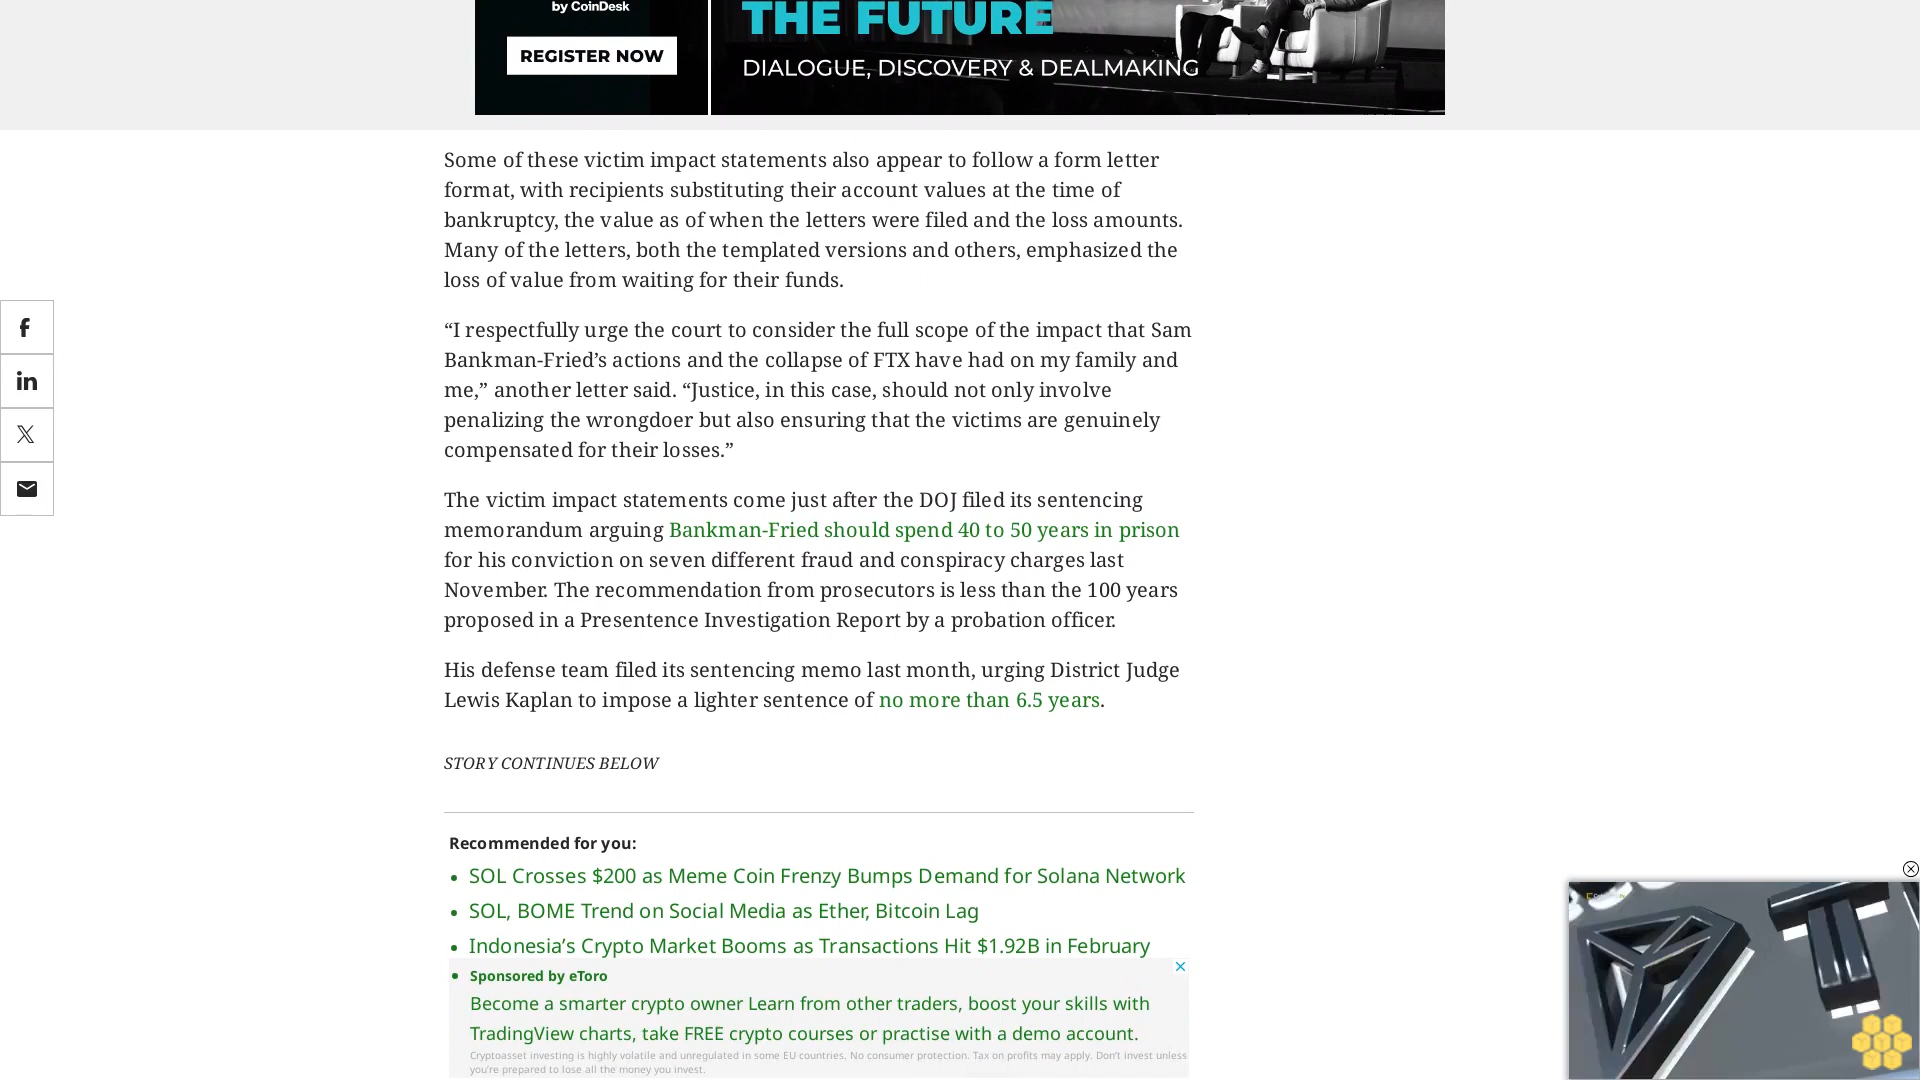 by CoinDesk
THE FUTURE
REGISTER NOW
DIALOGUE, DISCOVERY & DEALMAKING
Some of these victim impact statements also appear to follow a form letter
format, with recipients substituting their account values at the time of
bankruptcy, the value as of when the letters were filed and the loss amounts.
Many of the letters, both the templated versions and others, emphasized the
loss of value from waiting for their funds.
“I respectfully urge the court to consider the full scope of the impact that Sam
Bankman-Fried’s actions and the collapse of FTX have had on my family and
me,” another letter said. “Justice, in this case, should not only involve
penalizing the wrongdoer but also ensuring that the victims are genuinely
compensated for their losses.”
The victim impact statements come just after the DOJ filed its sentencing
memorandum arguing Bankman-Fried should spend 40 to 50 years in prison
for his conviction on seven different fraud and conspiracy charges last
November. The recommendation from prosecutors is less than the 100 years
proposed in a Presentence Investigation Report by a probation officer.
His defense team filed its sentencing memo last month, urging District Judge
Lewis Kaplan to impose a lighter sentence of no more than 6.5 years.
STORY CONTINUES BELOW
Recommended for you:
• SOL Crosses $200 as Meme Coin Frenzy Bumps Demand for Solana Network
• SOL, BOME Trend on Social Media as Ether, Bitcoin Lag
• Indonesia’s Crypto Market Booms as Transactions Hit $1.92B in February
• Sponsored by eToro
Become a smarter crypto owner Learn from other traders, boost your skills with
TradingView charts, take FREE crypto courses or practise with a demo account.
Cryptoasset investing is highly volatile and unregulated in some EU countries. No consumer protection. Tax on profits may apply. Don’t invest unless
you’re prepared to lose all the money you invest.